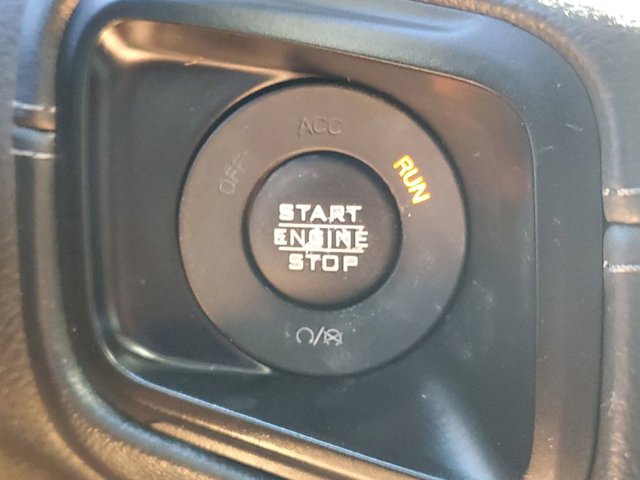 ACC
OFF
RUN
START
ENGINE
STOP